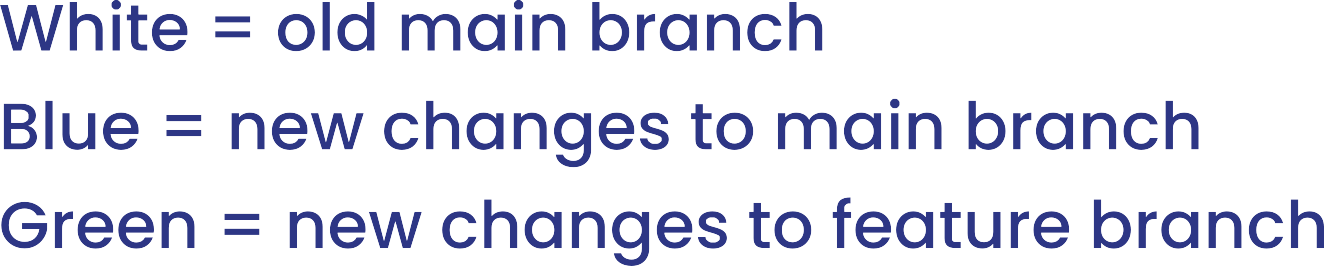 White = old main branch
Blue = new changes to main branch
Green = new changes to feature branch